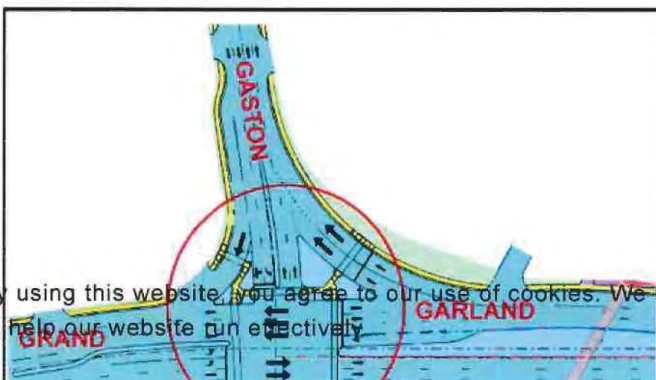 GASTON
y using this website, you agree to our use of cookies. We
GARLAND
help our website run effectively
GRAND